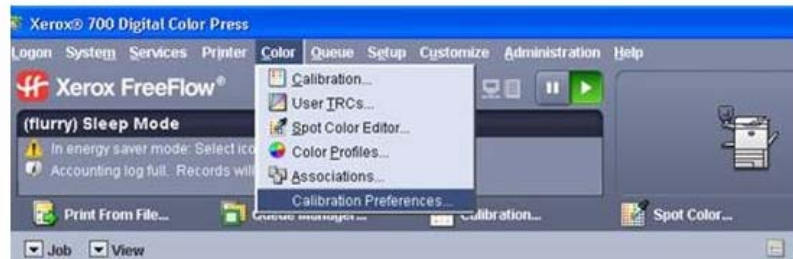 Xerox® 700 Digital Color Press
Logon System Services Printer Color Queue Setup Customize Administration Help
Xerox FreeFlow®
Calibration...
User TRCs...
(flurry) Sleep Mode
Spot Color Editor...
In energy saver mode: Select
Color Profiles...
Accounting log full. Records
Associations...
Calibration Preferences...
Print From File...
Spot Color...
Job View